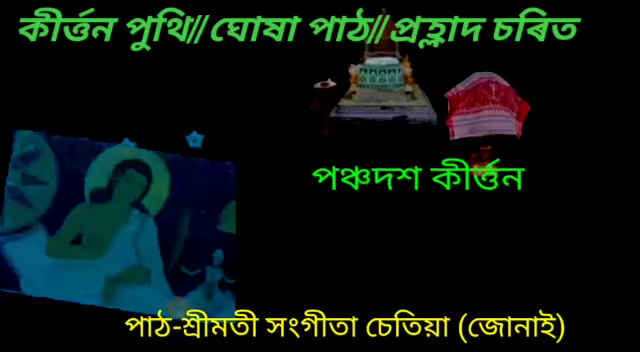 কীৰ্ত্তন পুথি//ঘোষা পাঠ//প্ৰহ্লাদ চৰিত
পঞ্চদশ কীৰ্ত্তন
পাঠ-শ্ৰীমতী সংগীতা চেতিয়া (জোনাই)